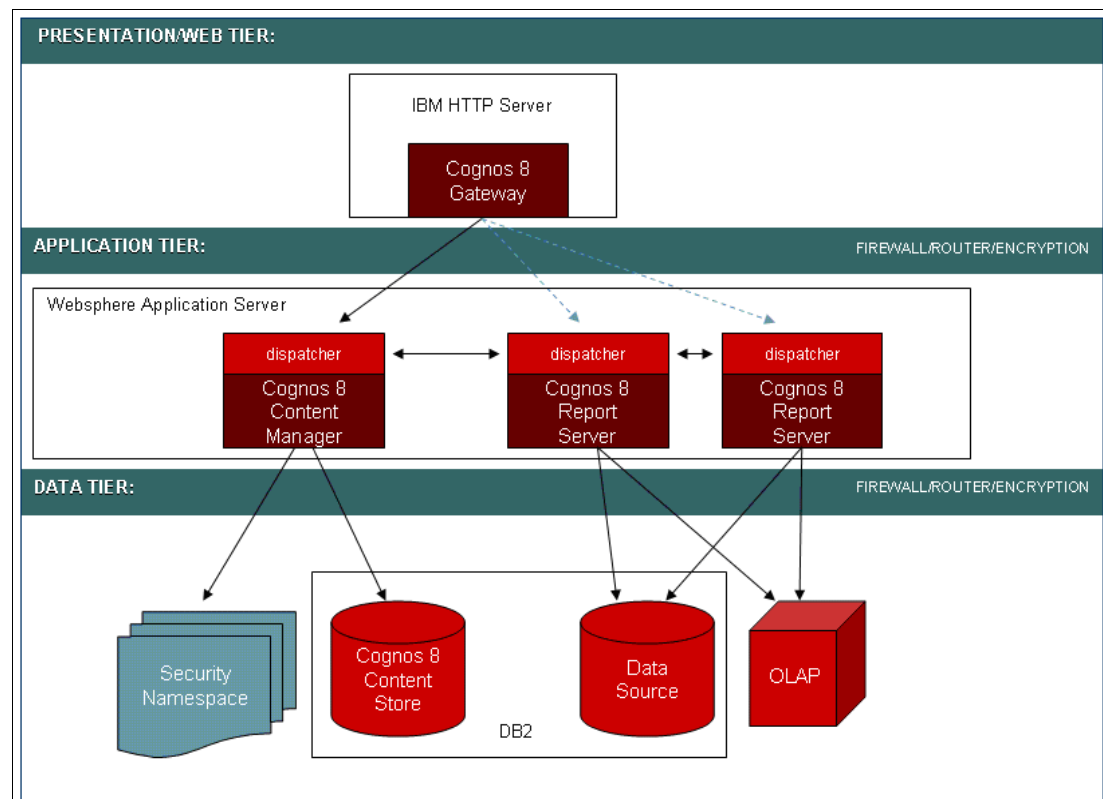 PRESENTATION/WEB TIER:
IBM HTTP Server
Cognos 8
Gateway
APPLICATION TIER:
FIREWALL/ROUTER/ENCRYPTION
Websphere Application Server
dispatcher
dispatcher
dispatcher
Cognos 8
Content
Manager
Cognos 8
Report
Server
Cognos 8
Report
Server
DATA TIER:
FIREWALL/ROUTER/ENCRYPTION
Security
Namespace
Cognos 8
Content
Store
Data
Source
OLAP
DB2